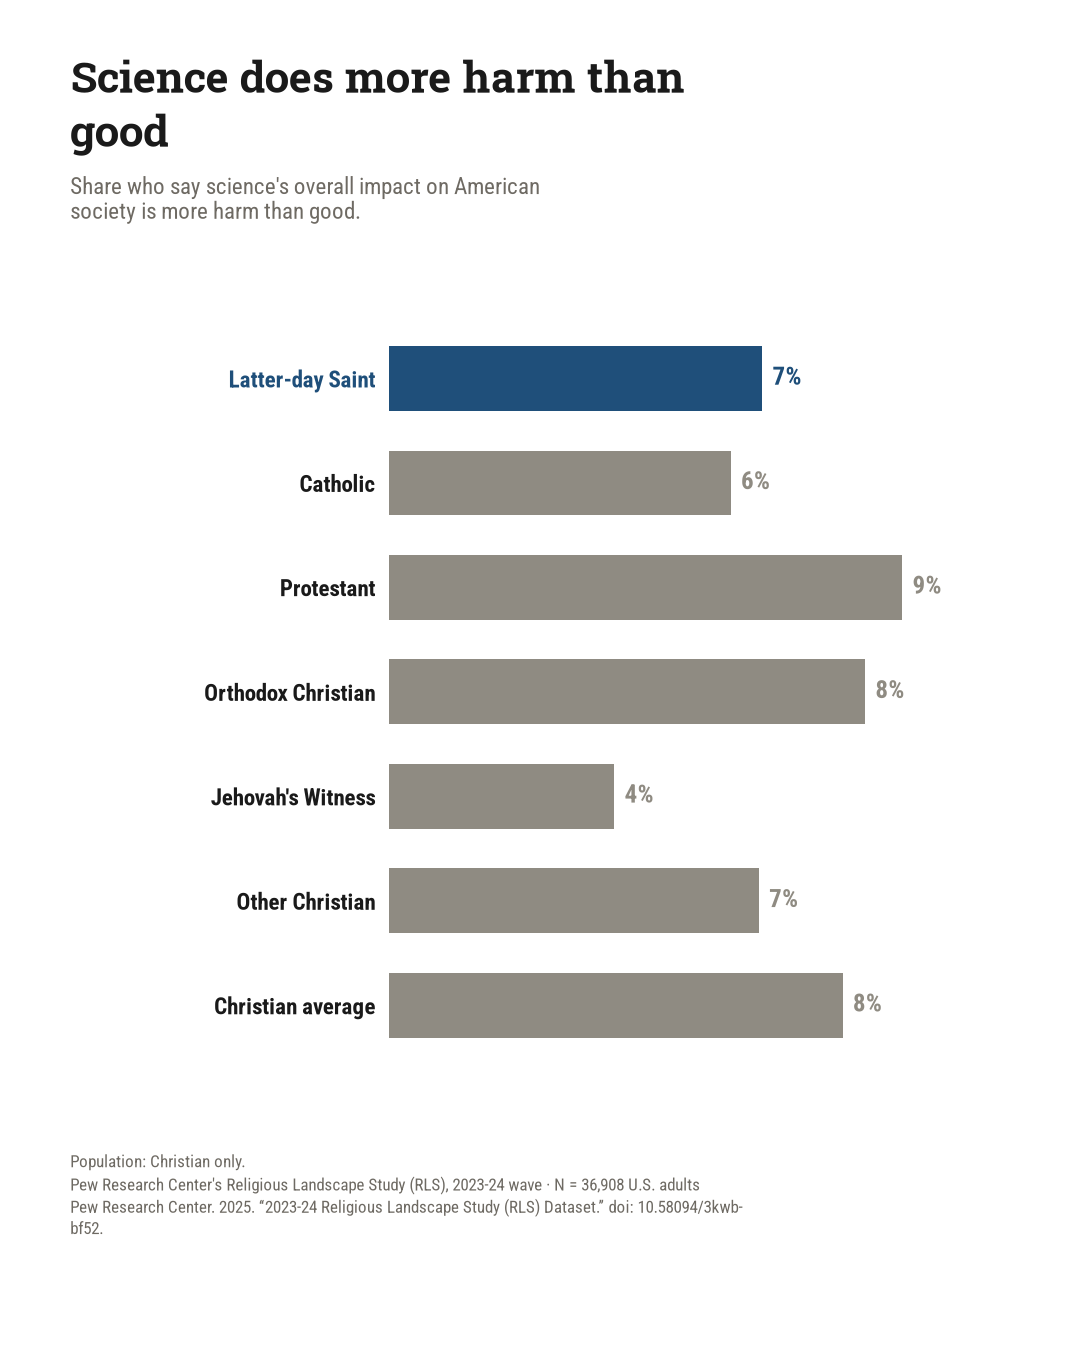 Science does more harm than
good
Share who say science's overall impact on American
society is more harm than good.
Latter-day Saint 7%
Catholic 6%
Protestant 9%
Orthodox Christian 8%
Jehovah's Witness 4%
Other Christian 7%
Christian average 8%
Population: Christian only.
Pew Research Center's Religious Landscape Study (RLS), 2023-24 wave · N = 36,908 U.S. adults
Pew Research Center. 2025. “2023-24 Religious Landscape Study (RLS) Dataset.” doi: 10.58094/3kwb-
bf52.